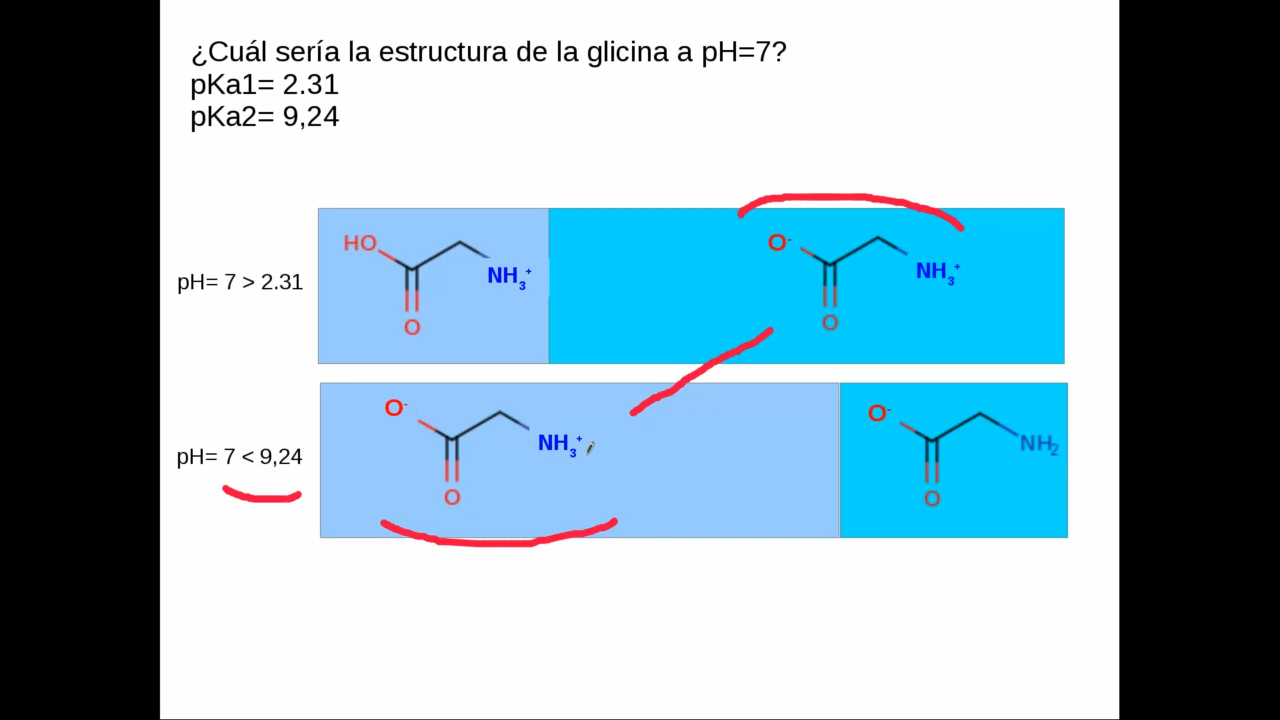 ¿Cuál sería la estructura de la glicina a pH=7?
pKa1= 2.31
pKa2= 9,24
HO
O
NH3+
O-
O
NH3+
pH= 7 > 2.31
O-
O
NH3+
O-
O
NH2
pH= 7 < 9,24